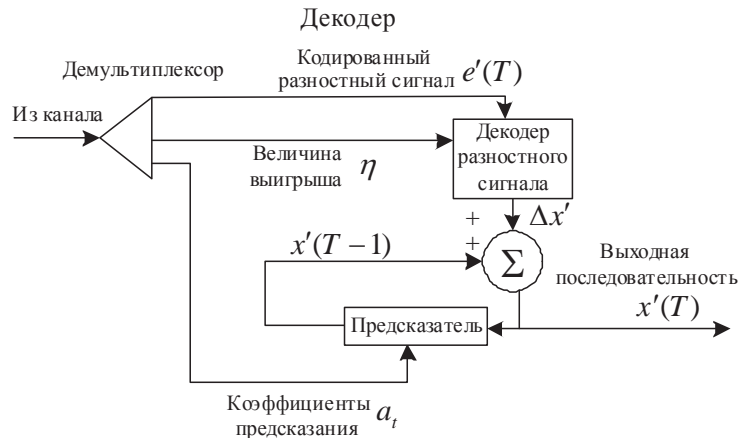 Декодер
Кодированный
разностный сигнал e'(T)
Демультиплексор
Из канала
Декодер
разностного
сигнала
Величина
выигрыша η
+
+
Δx'
x'(T − 1)
Σ
Выходная
последовательность
x'(T)
Предсказатель
Коэффициенты
предсказания a_t